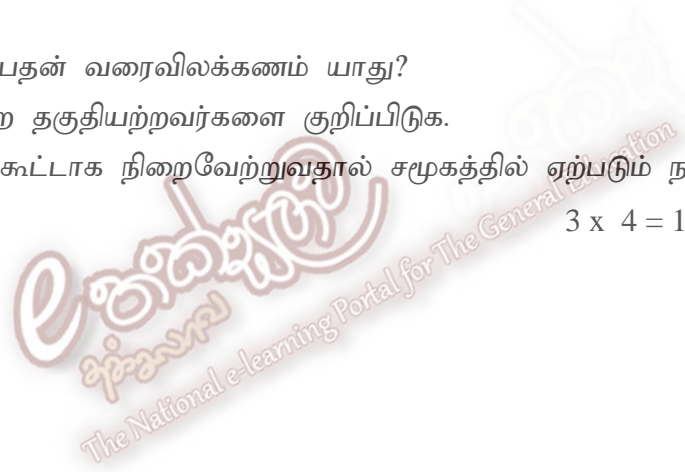 பதன் வரைவிலக்கணம் யாது?
ற தகுதியற்றவர்களை குறிப்பிடுக.
கூட்டாக நிறைவேற்றுவதால் சமூகத்தில் ஏற்படும் ந
3 x 4 = 1
The National e-learning Portal for The General Education